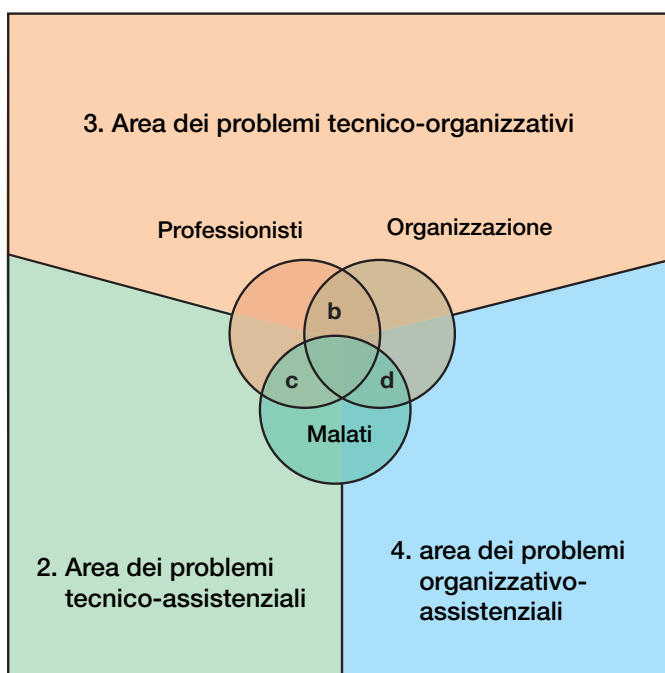 3. Area dei problemi tecnico-organizzativi
Professionisti
Organizzazione
b
c
d
Malati
2. Area dei problemi
tecnico-assistenziali
4. area dei problemi
organizzativo-
assistenziali